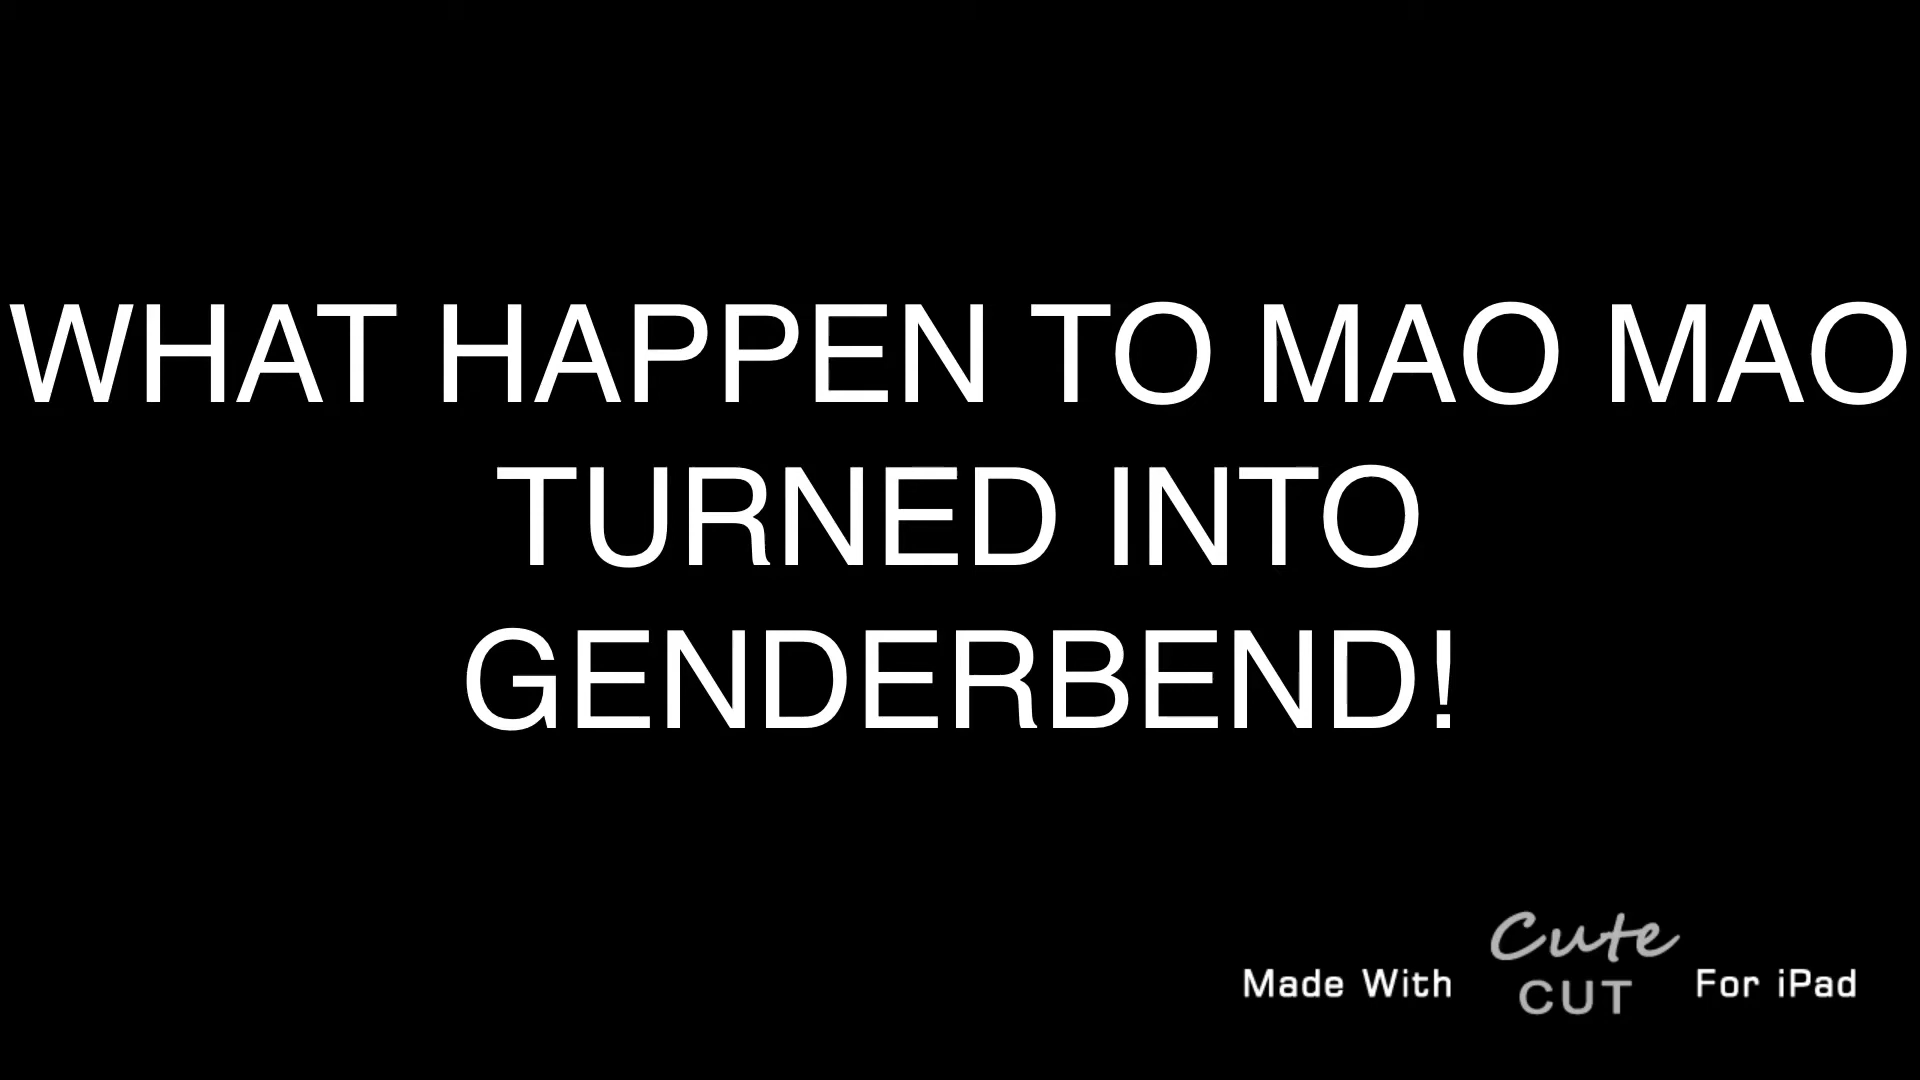 WHAT HAPPEN TO MAO MAO
TURNED INTO
GENDERBEND!
Made With Cute CUT For iPad